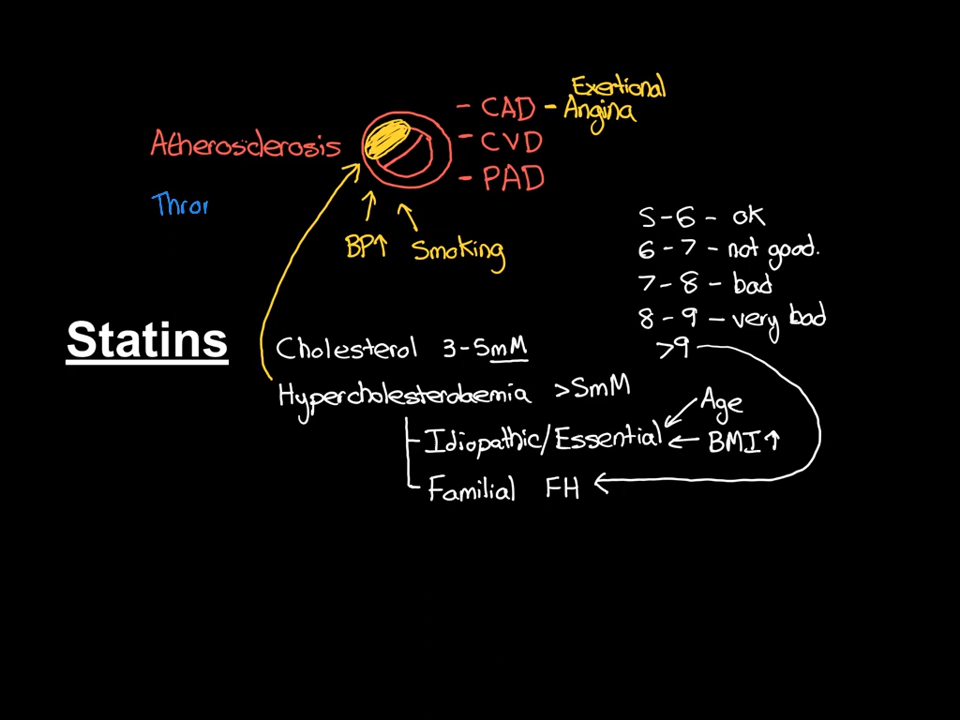 Exertional
- CAD - Angina
Atherosclerosis
- CVD
- PAD
Thror
BP↑ Smoking
5-6 - ok
6-7 - not good.
7-8 - bad
8-9 - very bad
>9
Statins
Cholesterol 3-5mM
Hypercholesterolaemia >5mM
Age
Idiopathic/Essential
BMI↑
Familial FH